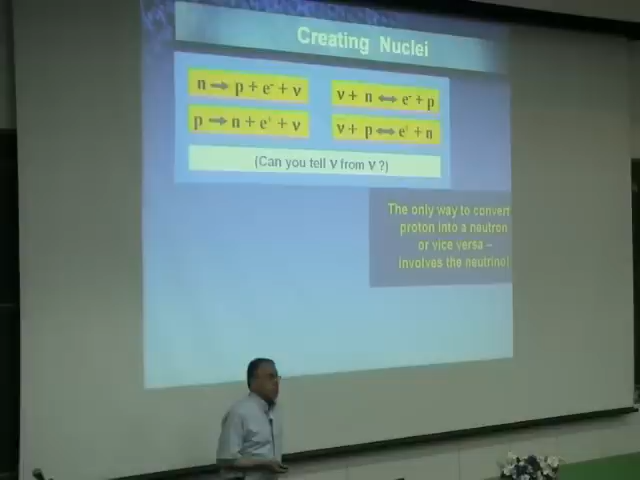 Creating Nuclei
n ➡ p + e⁻ + ν
ν + n ⬌ e⁻ + p
p ➡ n + e⁺ + ν
ν + p ⬌ e⁺ + n
(Can you tell ν from ν ?)
The only way to convert
proton into a neutron
or vice versa –
involves the neutrino!